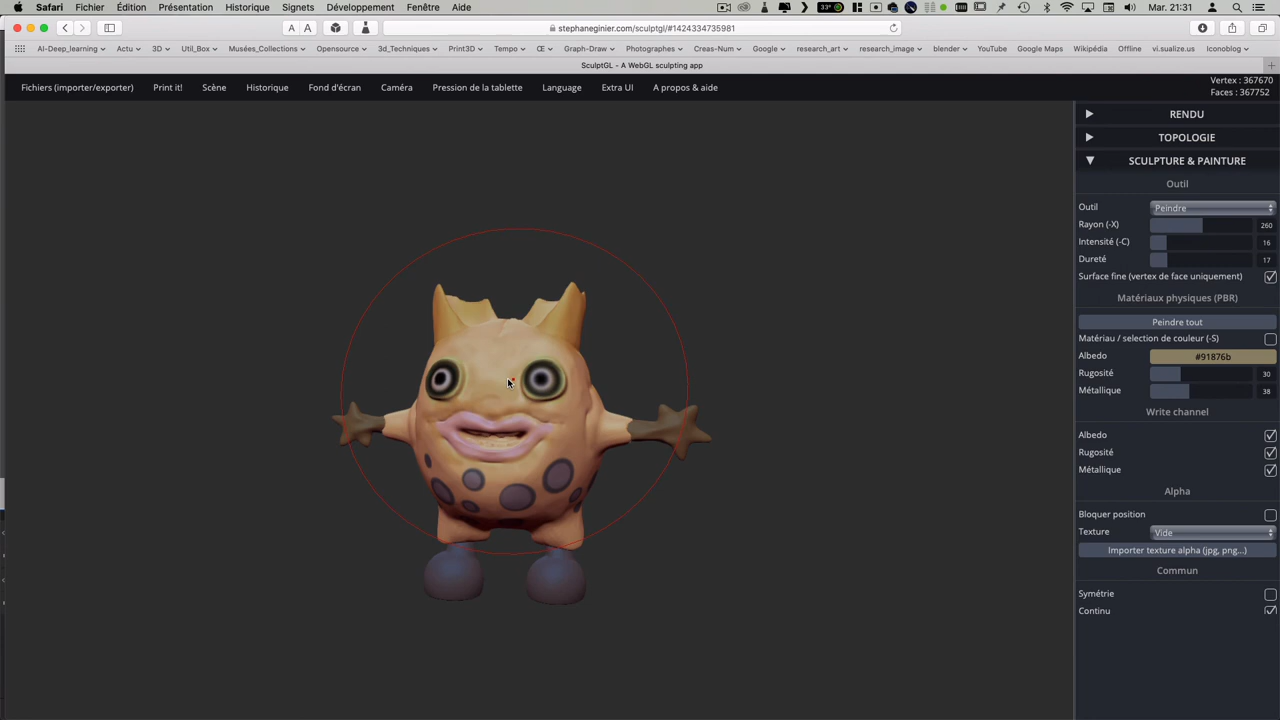 Safari Fichier Édition Présentation Historique Signets Développement Fenêtre Aide 33° Mar. 21:31
A A stephaneginier.com/sculptgl/#1424334735981
AI-Deep_learning Actu 3D Util_Box Musées_Collections Opensource 3d_Techniques Print3D Tempo Œ Graph-Draw Photographes Creas-Num Google research_art research_image blender YouTube Google Maps Wikipédia Offline vi.sualize.us Iconoblog
SculptGL - A WebGL sculpting app
Fichiers (importer/exporter) Print it! Scène Historique Fond d'écran Caméra Pression de la tablette Language Extra UI A propos & aide
Vertex : 367670
Faces : 367752
RENDU
TOPOLOGIE
SCULPTURE & PAINTURE
Outil
Outil Peindre
Rayon (-X) 260
Intensité (-C) 16
Dureté 17
Surface fine (vertex de face uniquement)
Matériaux physiques (PBR)
Peindre tout
Matériau / selection de couleur (-S)
Albedo #91876b
Rugosité 30
Métallique 38
Write channel
Albedo
Rugosité
Métallique
Alpha
Bloquer position
Texture Vide
Importer texture alpha (jpg, png...)
Commun
Symétrie
Continu